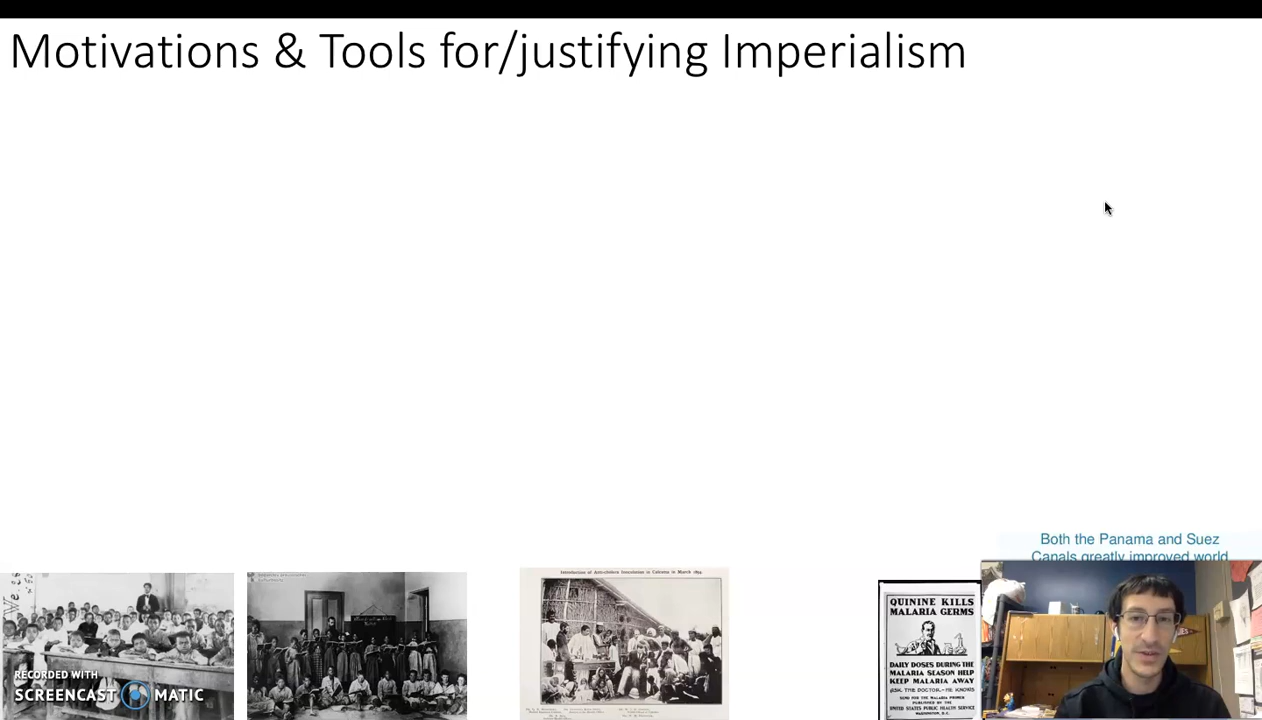 Motivations & Tools for/justifying Imperialism
Both the Panama and Suez
Canals greatly improved world
Introduction of Anti-cholera Inoculation in Calcutta in March 1894.
QUININE KILLS
MALARIA GERMS
DAILY DOSES DURING THE
MALARIA SEASON HELP
KEEP MALARIA AWAY
ASK THE DOCTOR-HE KNOWS
SEND FOR THE MALARIA PRIMER
PUBLISHED BY THE
UNITED STATES PUBLIC HEALTH SERVICE
WASHINGTON, D.C.
RECORDED WITH
SCREENCAST MATIC